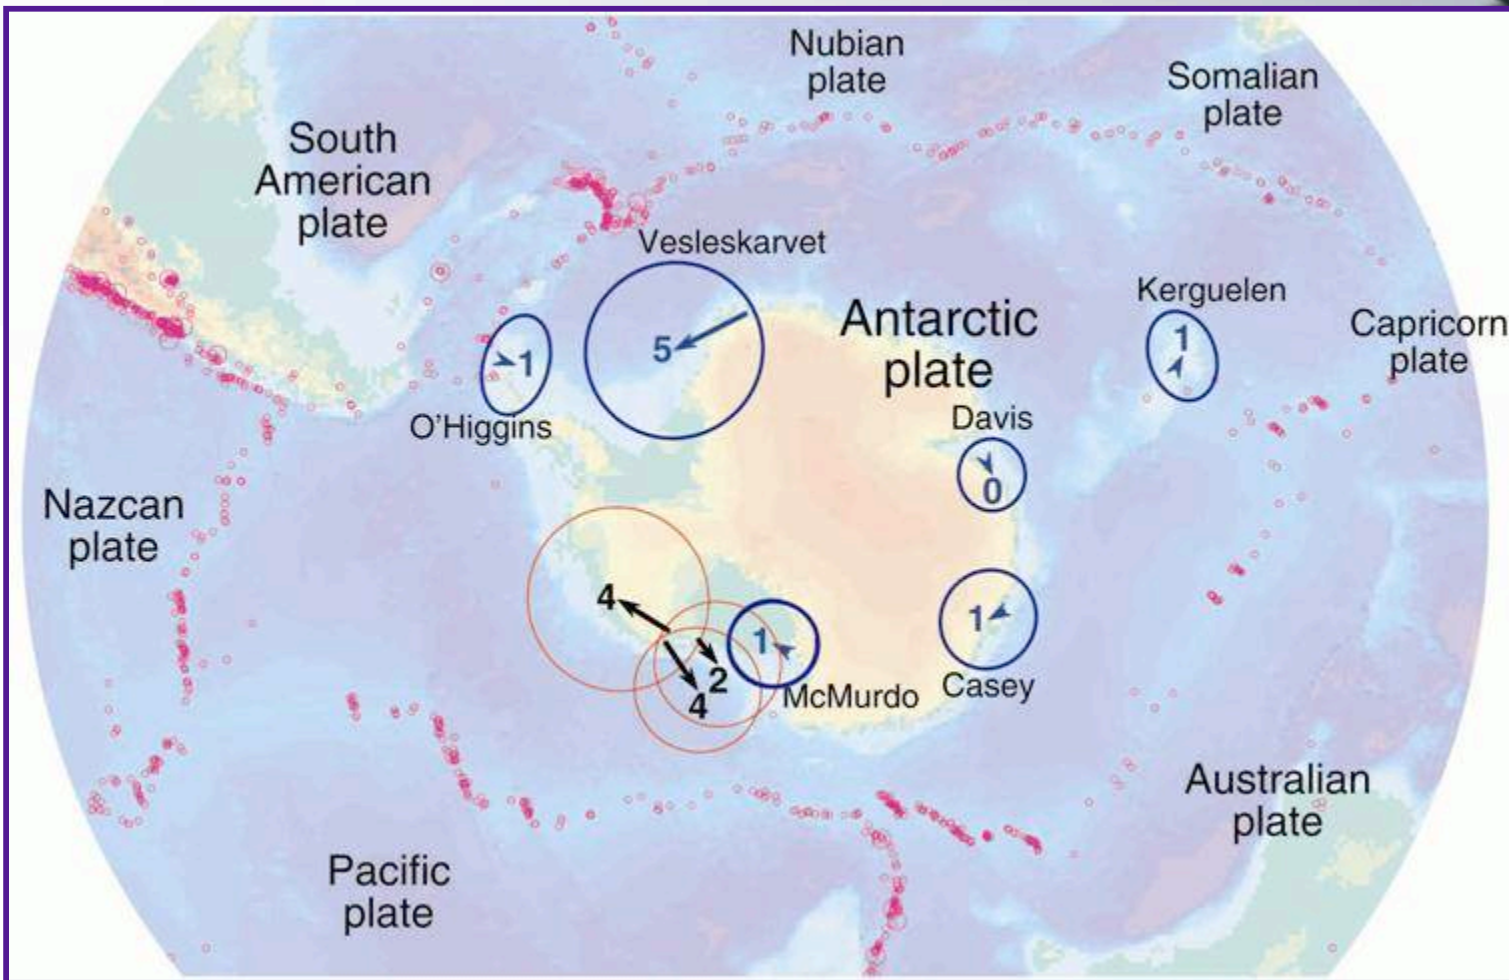 Nubian
plate
Somalian
plate
South
American
plate
Vesleskarvet
Kerguelen
Antarctic
plate
Capricorn
plate
5
1
1
O'Higgins
Davis
0
Nazcan
plate
4
1
1
2
4
McMurdo
Casey
Australian
plate
Pacific
plate